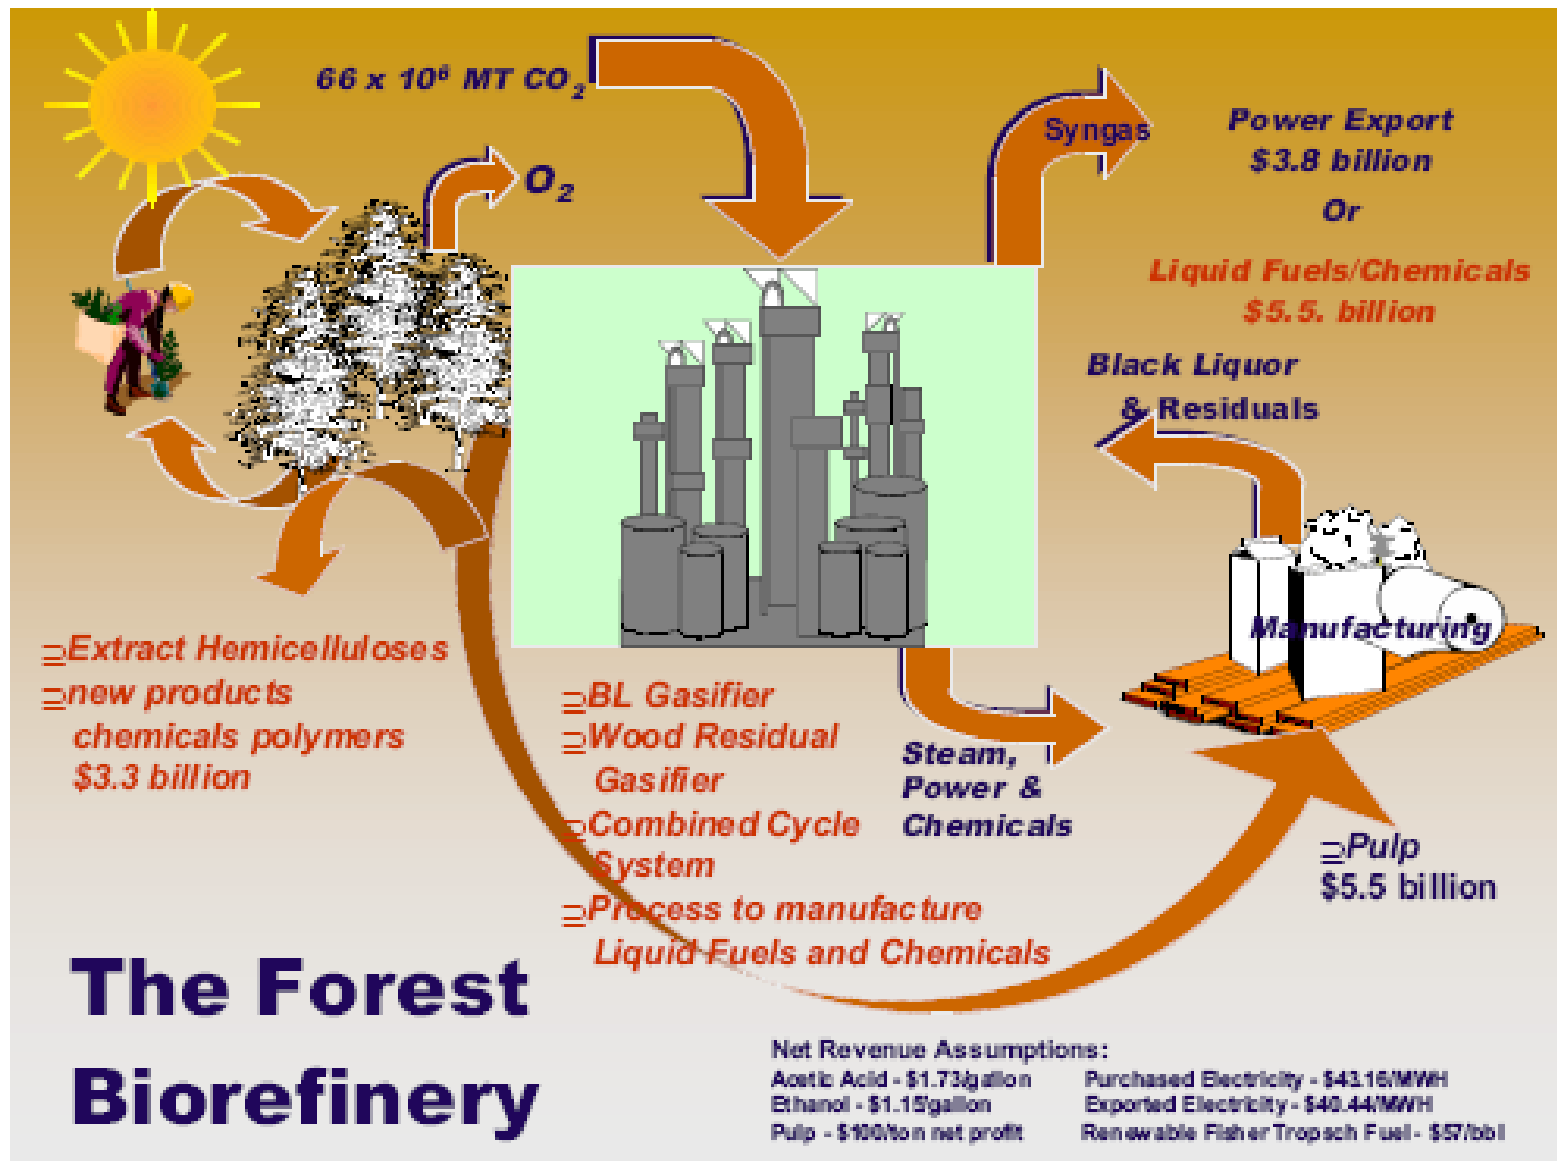 66 x 10⁶ MT CO₂
O₂
Syngas
Power Export
$3.8 billion
Or
Liquid Fuels/Chemicals
$5.5. billion
Black Liquor
& Residuals
Manufacturing
⊇Extract Hemicelluloses
⊇new products
chemicals polymers
$3.3 billion
⊇BL Gasifier
⊇Wood Residual
Gasifier
⊇Combined Cycle
System
⊇Process to manufacture
Liquid Fuels and Chemicals
Steam,
Power &
Chemicals
⊇Pulp
$5.5 billion
The Forest
Biorefinery
Net Revenue Assumptions:
Acetic Acid - $1.73/gallon
Ethanol - $1.15/gallon
Pulp - $100/ton net profit
Purchased Electricity - $43.16/MWH
Exported Electricity - $40.44/MWH
Renewable Fisher Tropsch Fuel - $57/bbl